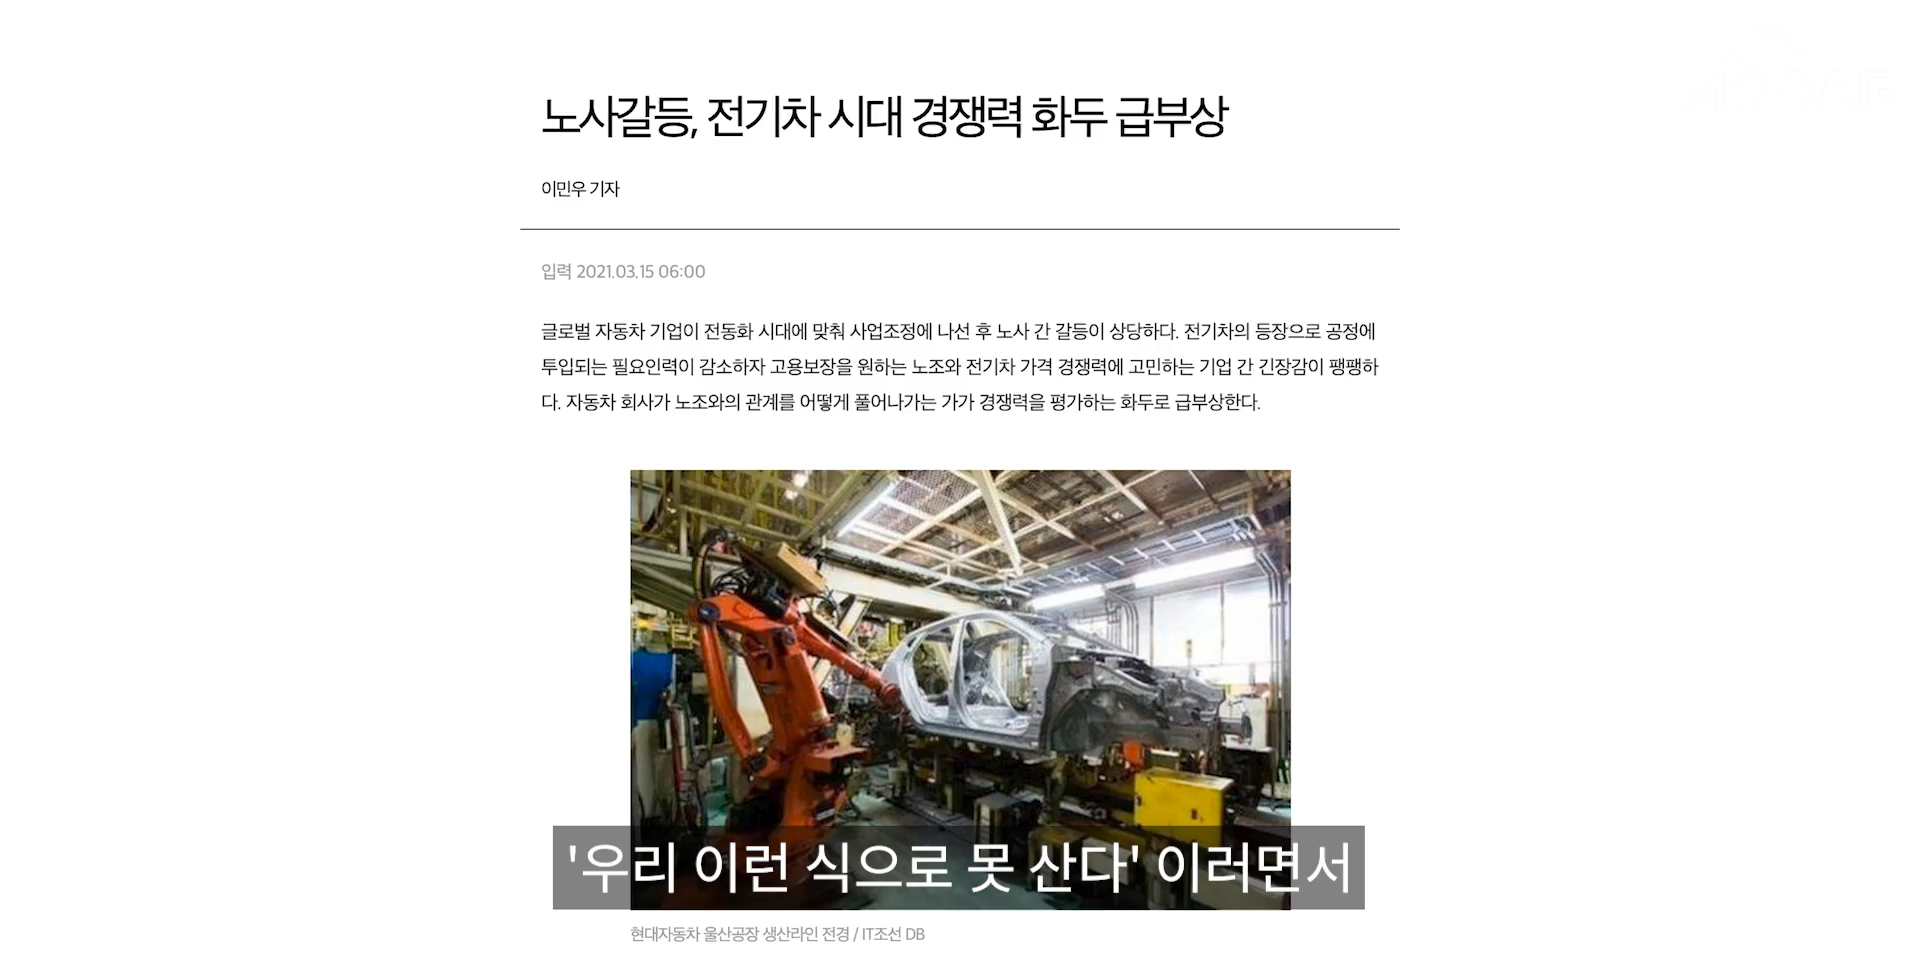 노사갈등, 전기차 시대 경쟁력 화두 급부상
이민우 기자
입력 2021.03.15 06:00
글로벌 자동차 기업이 전동화 시대에 맞춰 사업조정에 나선 후 노사 간 갈등이 상당하다. 전기차의 등장으로 공정에
투입되는 필요인력이 감소하자 고용보장을 원하는 노조와 전기차 가격 경쟁력에 고민하는 기업 간 긴장감이 팽팽하
다. 자동차 회사가 노조와의 관계를 어떻게 풀어나가는 가가 경쟁력을 평가하는 화두로 급부상한다.
'우리 이런 식으로 못 산다' 이러면서
현대자동차 울산공장 생산라인 전경 / IT조선 DB